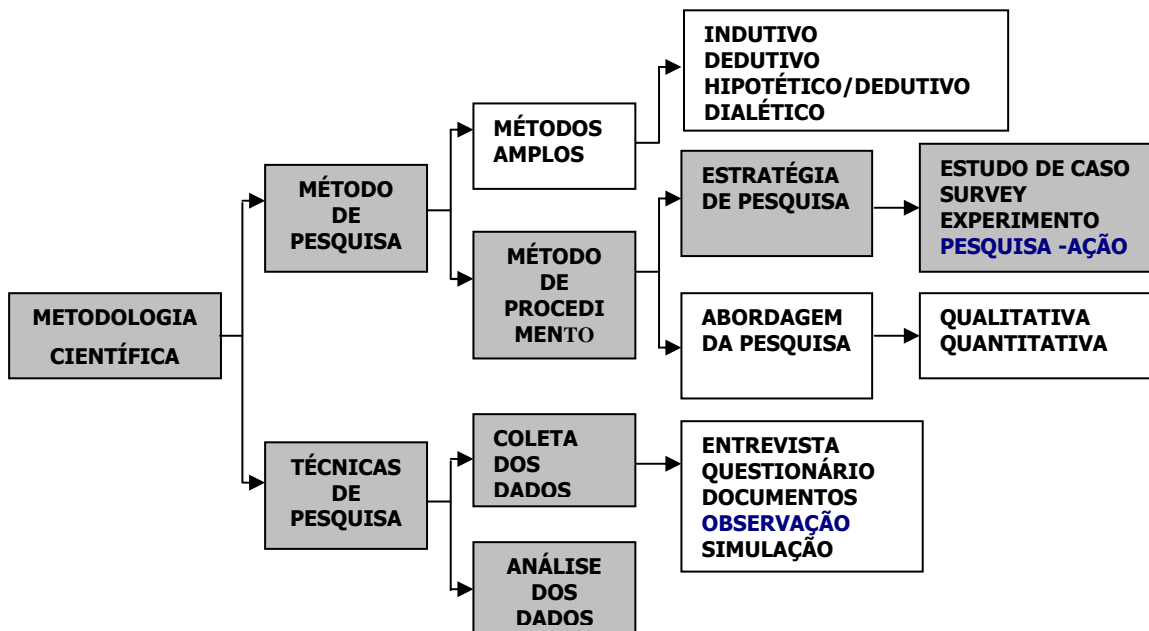 INDUTIVO
DEDUTIVO
HIPOTÉTICO/DEDUTIVO
DIALÉTICO
MÉTODOS
AMPLOS
MÉTODO
DE
PESQUISA
ESTRATÉGIA
DE PESQUISA
ESTUDO DE CASO
SURVEY
EXPERIMENTO
PESQUISA -AÇÃO
MÉTODO
DE
PROCEDI
MENTO
METODOLOGIA
CIENTÍFICA
ABORDAGEM
DA PESQUISA
QUALITATIVA
QUANTITATIVA
TÉCNICAS
DE
PESQUISA
COLETA
DOS
DADOS
ENTREVISTA
QUESTIONÁRIO
DOCUMENTOS
OBSERVAÇÃO
SIMULAÇÃO
ANÁLISE
DOS
DADOS